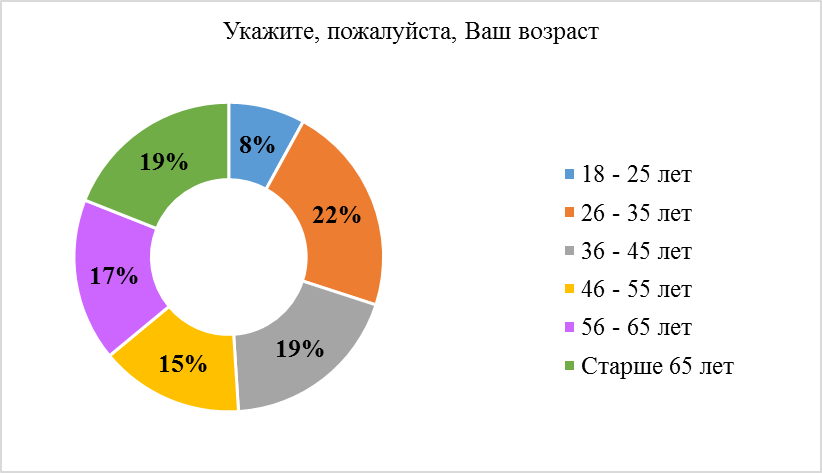 Укажите, пожалуйста, Ваш возраст
8%
22%
19%
15%
17%
19%
18 - 25 лет
26 - 35 лет
36 - 45 лет
46 - 55 лет
56 - 65 лет
Старше 65 лет